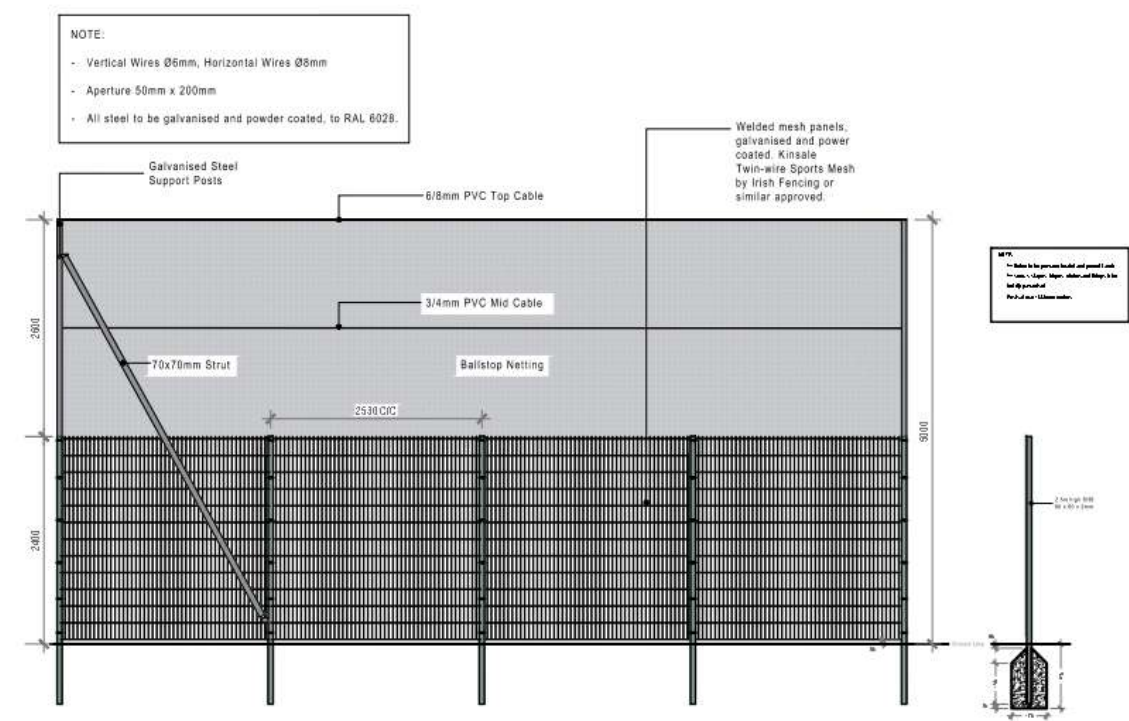 NOTE:
- Vertical Wires Ø6mm, Horizontal Wires Ø8mm
- Aperture 50mm x 200mm
- All steel to be galvanised and powder coated, to RAL 6028.
Galvanised Steel
Support Posts
6/8mm PVC Top Cable
Welded mesh panels,
galvanised and power
coated. Kinsale
Twin-wire Sports Mesh
by Irish Fencing or
similar approved.
3/4mm PVC Mid Cable
70x70mm Strut
Ballstop Netting
2530 C/C
2600
2400
5000
Ground Line